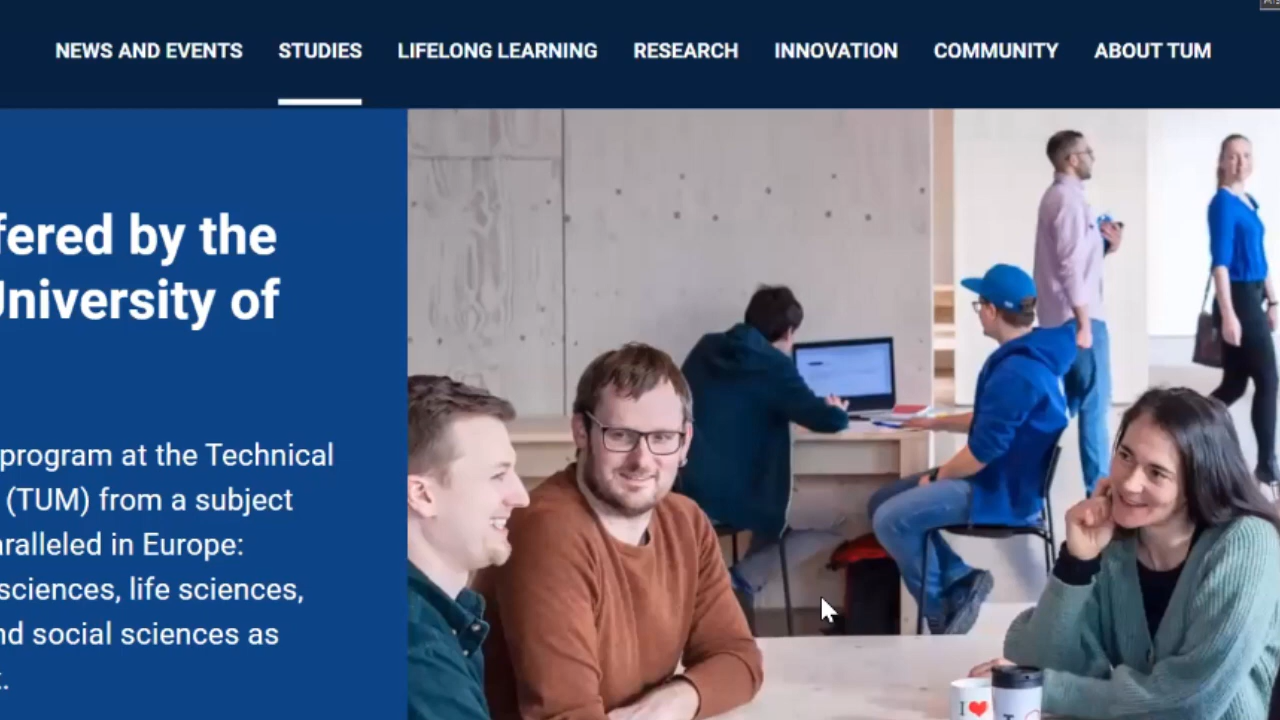 NEWS AND EVENTS STUDIES LIFELONG LEARNING RESEARCH INNOVATION COMMUNITY ABOUT TUM
fered by the
University of
program at the Technical
(TUM) from a subject
aralleled in Europe:
sciences, life sciences,
nd social sciences as
I ❤